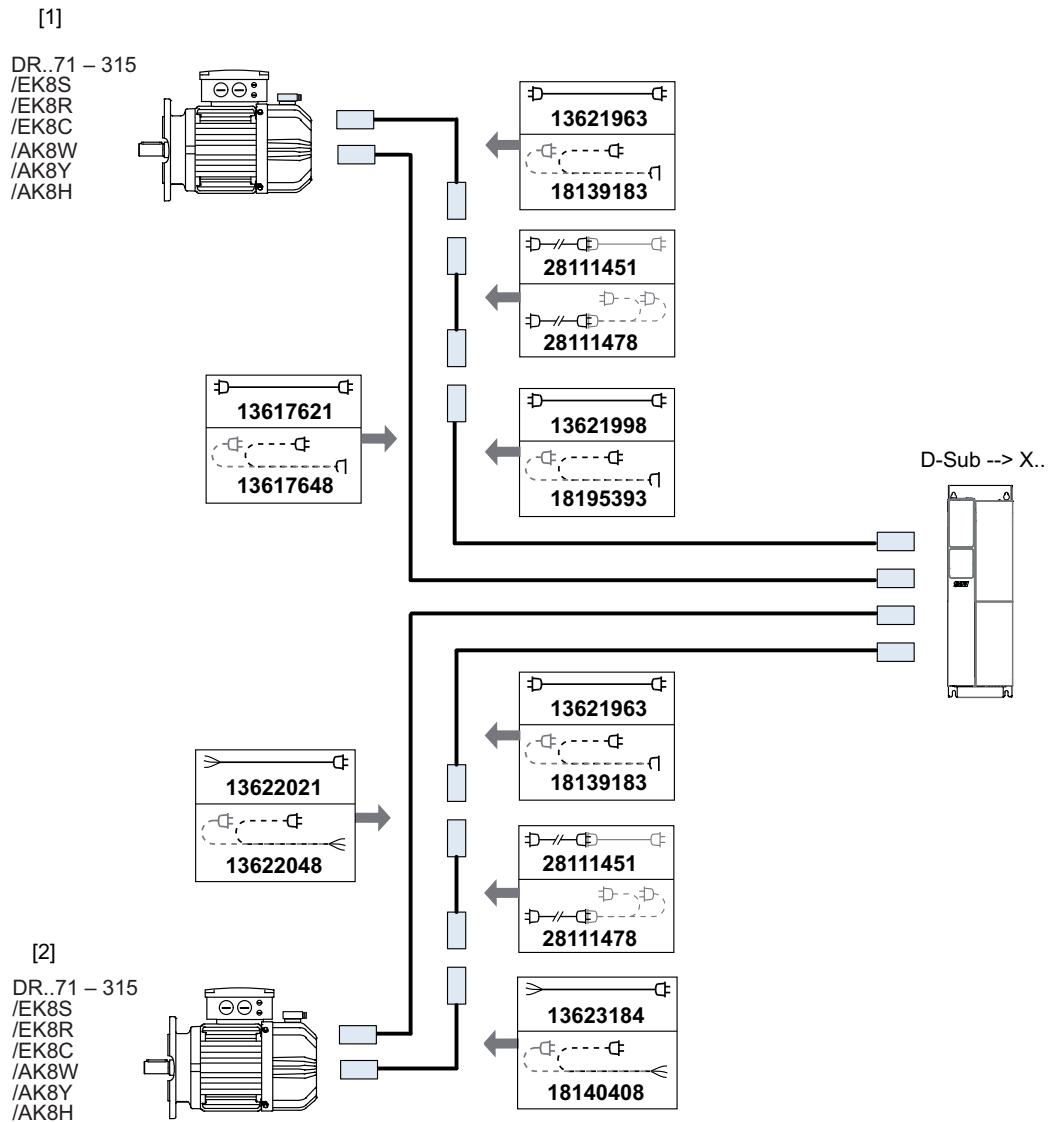 [1]
DR..71 – 315
/EK8S
/EK8R
/EK8C
/AK8W
/AK8Y
/AK8H
13621963
18139183
28111451
28111478
13617621
13617648
13621998
18195393
D-Sub --> X..
13621963
18139183
13622021
13622048
28111451
28111478
[2]
DR..71 – 315
/EK8S
/EK8R
/EK8C
/AK8W
/AK8Y
/AK8H
13623184
18140408